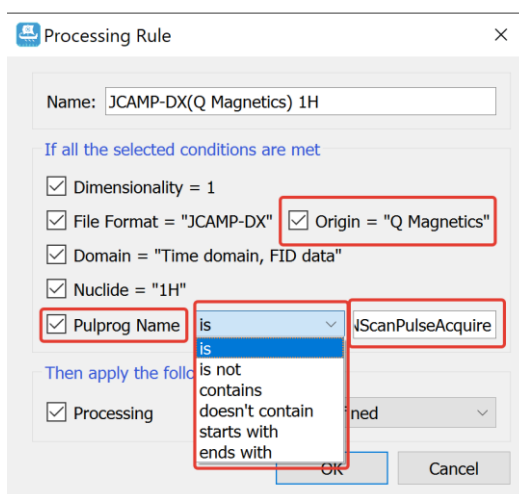 Processing Rule
Name: JCAMP-DX(Q Magnetics) 1H
If all the selected conditions are met
Dimensionality = 1
File Format = "JCAMP-DX" Origin = "Q Magnetics"
Domain = "Time domain, FID data"
Nuclide = "1H"
Pulprog Name is ScanPulseAcquire
is
is not
Then apply the follo
contains
doesn't contain
Processing ned
starts with
ends with
OK Cancel